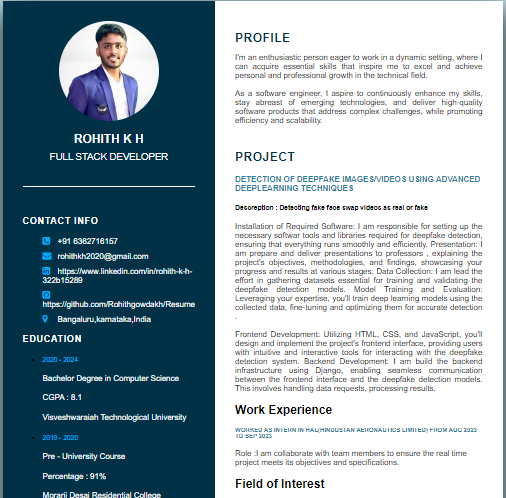 ROHITH K H
FULL STACK DEVELOPER
CONTACT INFO
+91 6362716157
rohithkh2020@gmail.com
https://www.linkedin.com/in/rohith-k-h-
322b15289
https://github.com/Rohithgowdakh/Resume
Bangaluru,karnataka,India
EDUCATION
2020 - 2024
Bachelor Degree in Computer Science
CGPA : 8.1
Visveshwaraiah Technological University
2019 - 2020
Pre - University Course
Percentage : 91%
Morarji Desai Residential College
PROFILE
I'm an enthusiastic person eager to work in a dynamic setting, where I
can acquire essential skills that inspire me to excel and achieve
personal and professional growth in the technical field.
As a software engineer, I aspire to continuously enhance my skills,
stay abreast of emerging technologies, and deliver high-quality
software products that address complex challenges, while promoting
efficiency and scalability.
PROJECT
DETECTION OF DEEPFAKE IMAGES/VIDEOS USING ADVANCED
DEEPLEARNING TECHNIQUES
Descreption : Detecting fake face swap videos as real or fake
Installation of Required Software: I am responsible for setting up the
necessary softwar tools and libraries required for deepfake detection,
ensuring that everything runs smoothly and efficiently. Presentation: I
am prepare and deliver presentations to professors , explaining the
project's objectives, methodologies, and findings, showcasing your
progress and results at various stages. Data Collection: I am lead the
effort in gathering datasets essential for training and validating the
deepfake detection models. Model Training and Evaluation:
Leveraging your expertise, you'll train deep learning models using the
collected data, fine-tuning and optimizing them for accurate detection
.
Frontend Development: Utilizing HTML, CSS, and JavaScript, you'll
design and implement the project's frontend interface, providing users
with intuitive and interactive tools for interacting with the deepfake
detection system. Backend Development: I am build the backend
infrastructure using Django, enabling seamless communication
between the frontend interface and the deepfake detection models.
This involves handling data requests, processing results.
Work Experience
WORKED AS INTERN IN HAL(HINDUSTAN AERONAUTICS LIMITED) FROM AUG 2023
TO SEP 2023
Role :I am collaborate with team members to ensure the real time
project meets its objectives and specifications.
Field of Interest